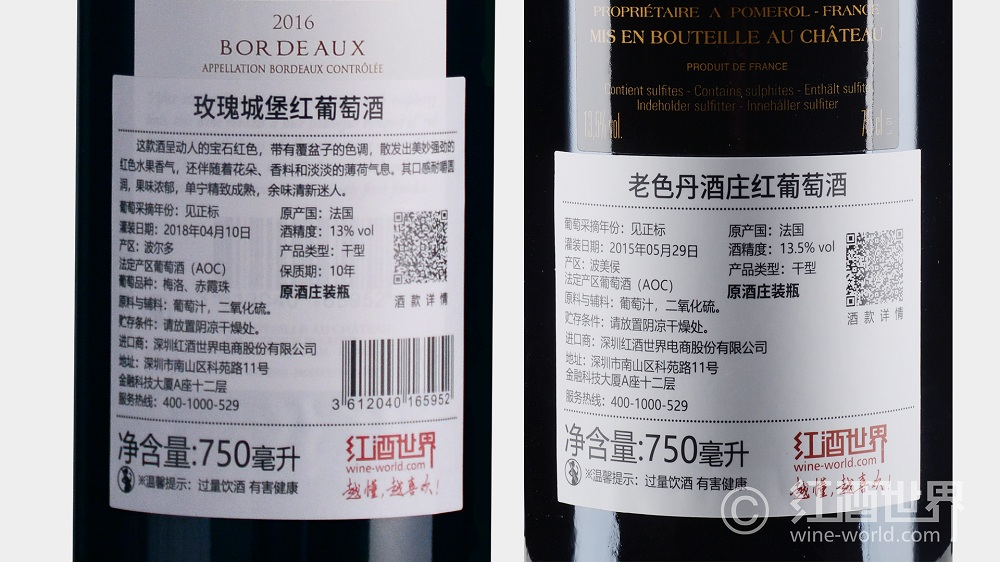 2016
BORDEAUX
APPELLATION BORDEAUX CONTRÔLÉE
玫瑰城堡红葡萄酒
这款酒呈动人的宝石红色，带有覆盆子的色调，散发出美妙强劲的
红色水果香气，还伴随着花朵、香料和淡淡的薄荷气息。其口感耐嚼圆
润，果味浓郁，单宁精致成熟，余味清新迷人。
葡萄采摘年份：见正标
灌装日期：2018年04月10日
产区：波尔多
法定产区葡萄酒（AOC）
葡萄品种：梅洛、赤霞珠
原料与辅料：葡萄汁，二氧化硫。
贮存条件：请放置阴凉干燥处。
进口商：深圳红酒世界电商股份有限公司
地址：深圳市南山区科苑路11号
金融科技大厦A座十二层
服务热线：400-1000-529
原产国：法国
酒精度：13% vol
产品类型：干型
保质期：10年
原酒庄装瓶
酒款详情
3 612040 165952
净含量:750毫升
※温馨提示：过量饮酒 有害健康
红酒世界
wine-world.com
越懂,越喜欢!
PROPRIÉTAIRE A POMEROL - FRANCE
MIS EN BOUTEILLE AU CHÂTEAU
PRODUIT DE FRANCE
Contient sulfites - Contains sulphites - Enthält sulfite
Indeholder sulfitter - Innehåller sulfiter
13,5% vol.
75 cl
老色丹酒庄红葡萄酒
葡萄采摘年份：见正标
灌装日期：2015年05月29日
产区：波美侯
法定产区葡萄酒（AOC）
原料与辅料：葡萄汁，二氧化硫。
贮存条件：请放置阴凉干燥处。
进口商：深圳红酒世界电商股份有限公司
地址：深圳市南山区科苑路11号
金融科技大厦A座十二层
服务热线：400-1000-529
原产国：法国
酒精度：13.5% vol
产品类型：干型
原酒庄装瓶
酒款详情
净含量:750毫升
※温馨提示：过量饮酒 有害健康
红酒世界
wine-world.com
越懂,越喜欢
© 红酒世界
wine-world.com